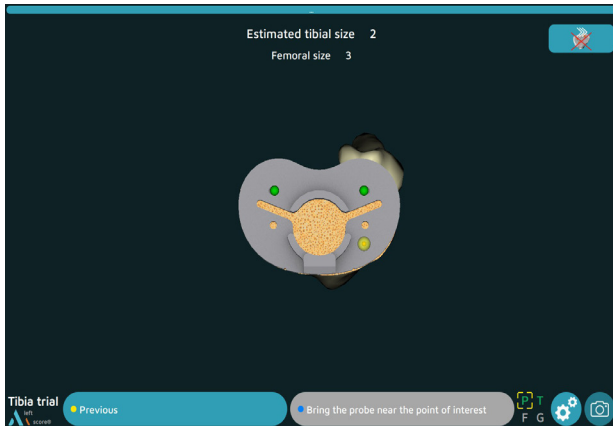 Estimated tibial size 2
Femoral size 3
Tibia trial
left
score®
Previous
Bring the probe near the point of interest
P T
F G